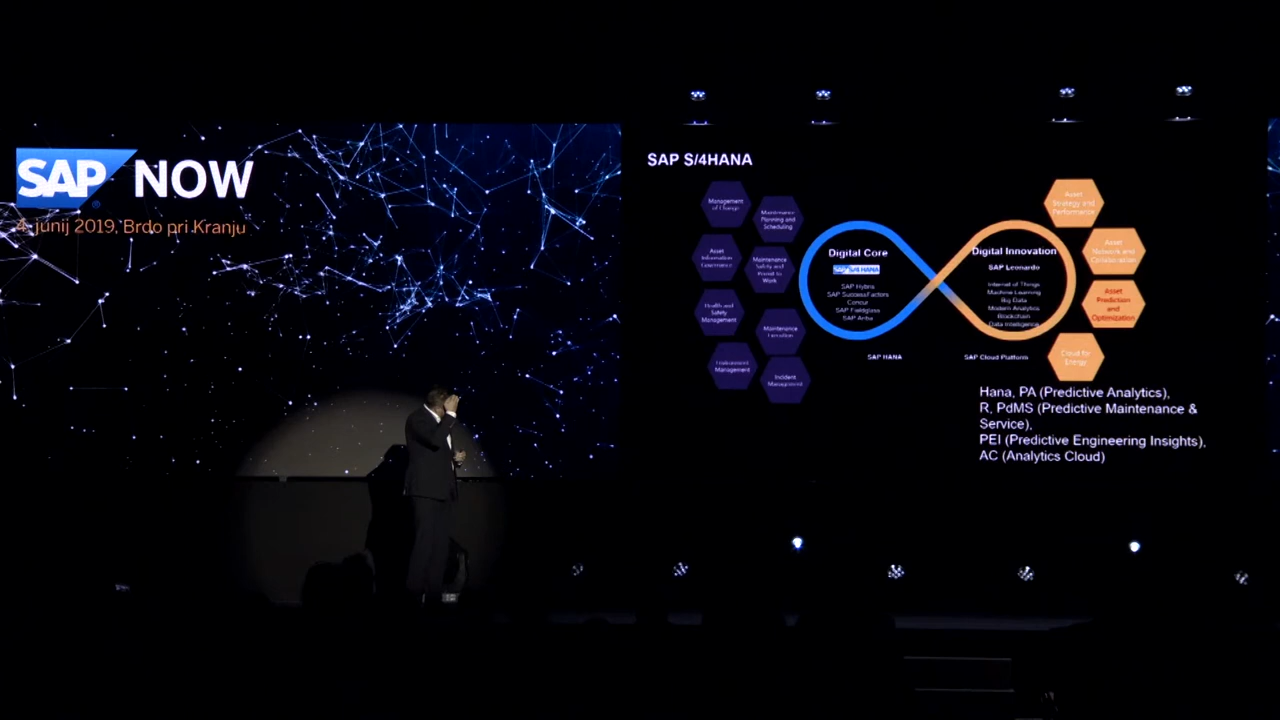 SAP NOW
4. junij 2019, Brdo pri Kranju
SAP S/4HANA
Management
of Change
Maintenance
Planning and
Scheduling
Asset
Information
Governance
Maintenance
Safety and
Permit to
Work
Health and
Safety
Management
Maintenance
Execution
Environment
Management
Incident
Management
Digital Core
SAP S/4 HANA
SAP Hybris
SAP SuccessFactors
Concur
SAP Fieldglass
SAP Ariba
SAP HANA
Digital Innovation
SAP Leonardo
Internet of Things
Machine Learning
Big Data
Modern Analytics
Blockchain
Data Intelligence
SAP Cloud Platform
Asset
Strategy and
Performance
Asset
Network and
Collaboration
Asset
Prediction
and
Optimization
Cloud for
Energy
Hana, PA (Predictive Analytics),
R, PdMS (Predictive Maintenance &
Service),
PEI (Predictive Engineering Insights),
AC (Analytics Cloud)